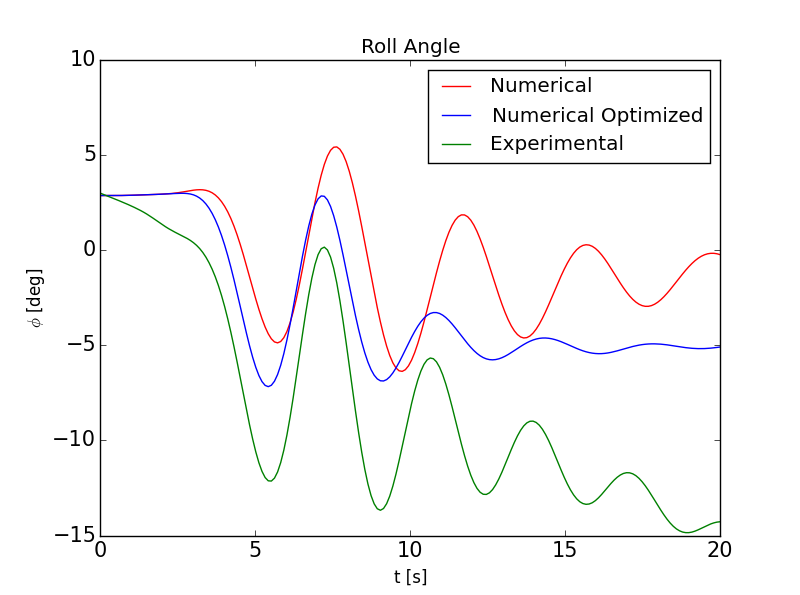 Roll Angle
Numerical
Numerical Optimized
Experimental
10
5
0
−5
−10
−15
ϕ [deg]
0 5 10 15 20
t [s]